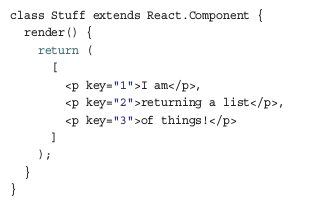 class Stuff extends React.Component {
  render() {
    return (
      [
        <p key="1">I am</p>,
        <p key="2">returning a list</p>,
        <p key="3">of things!</p>
      ]
    );
  }
}